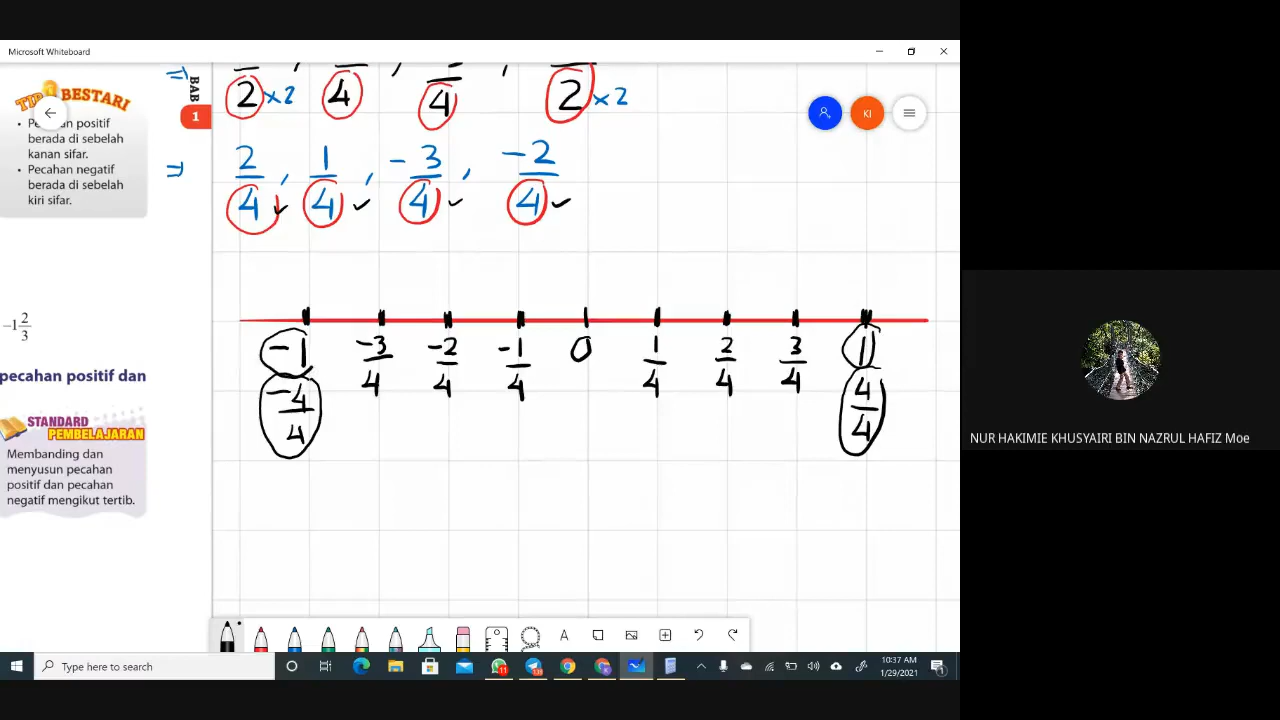 Microsoft Whiteboard
BAB
1
BESTARI
positif
berada di sebelah
kanan sifar.
Pecahan negatif
berada di sebelah
kiri sifar.
⇒ 2 ×2 , 4 , 4 , 2 ×2
⇒ 2/4 ✓, 1/4 ✓, -3/4 ✓, -2/4 ✓
-1 -3/4 -2/4 -1/4 0 1/4 2/4 3/4 1
-4/4 4/4
-1 2/3
pecahan positif dan
STANDARD
PEMBELAJARAN
Membanding dan
menyusun pecahan
positif dan pecahan
negatif mengikut tertib.
KI
NUR HAKIMIE KHUSYAIRI BIN NAZRUL HAFIZ Moe
A
Type here to search
11
10:37 AM
1/29/2021